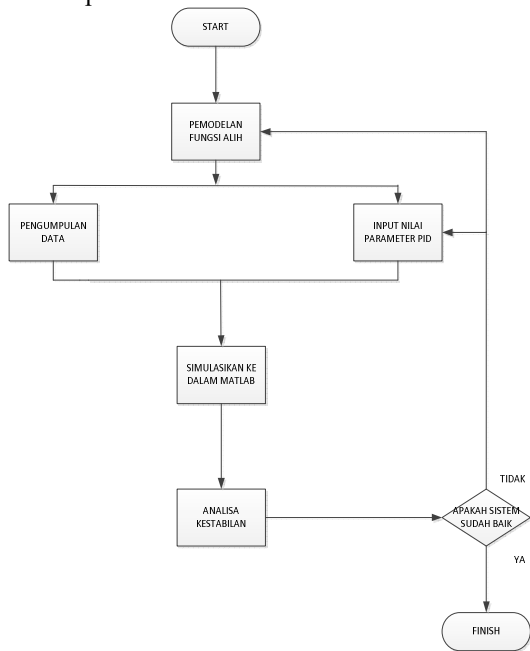 START
PEMODELAN
FUNGSI ALIH
PENGUMPULAN
DATA
INPUT NILAI
PARAMETER PID
SIMULASIKAN KE
DALAM MATLAB
ANALISA
KESTABILAN
TIDAK
APAKAH SISTEM
SUDAH BAIK
YA
FINISH